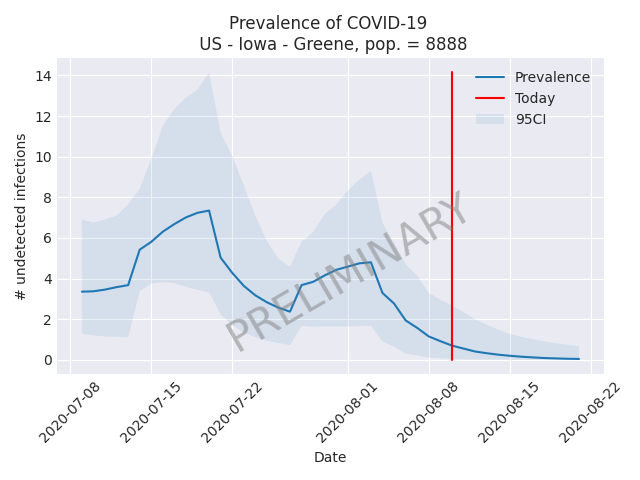 Prevalence of COVID-19
US - Iowa - Greene, pop. = 8888
# undetected infections
14
12
10
8
6
4
2
0
Prevalence
Today
95CI
PRELIMINARY
2020-07-08
2020-07-15
2020-07-22
2020-08-01
2020-08-08
2020-08-15
2020-08-22
Date